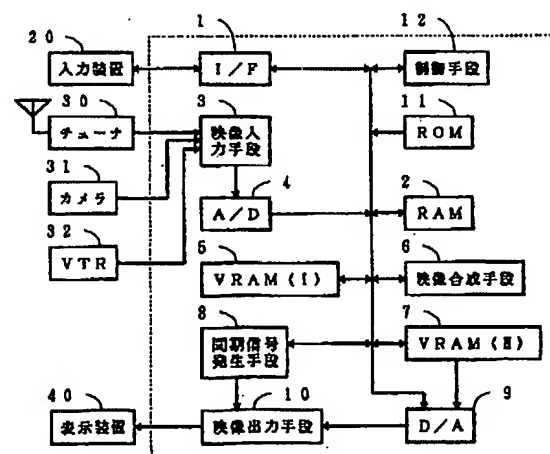 20
1
12
入力装置
I/F
制御手段
30
3
11
チューナ
映像入
力手段
ROM
31
4
2
カメラ
A/D
RAM
32
5
6
VTR
VRAM(I)
映像合成手段
8
7
同期信号
発生手段
VRAM(II)
40
10
9
表示装置
映像出力手段
D/A